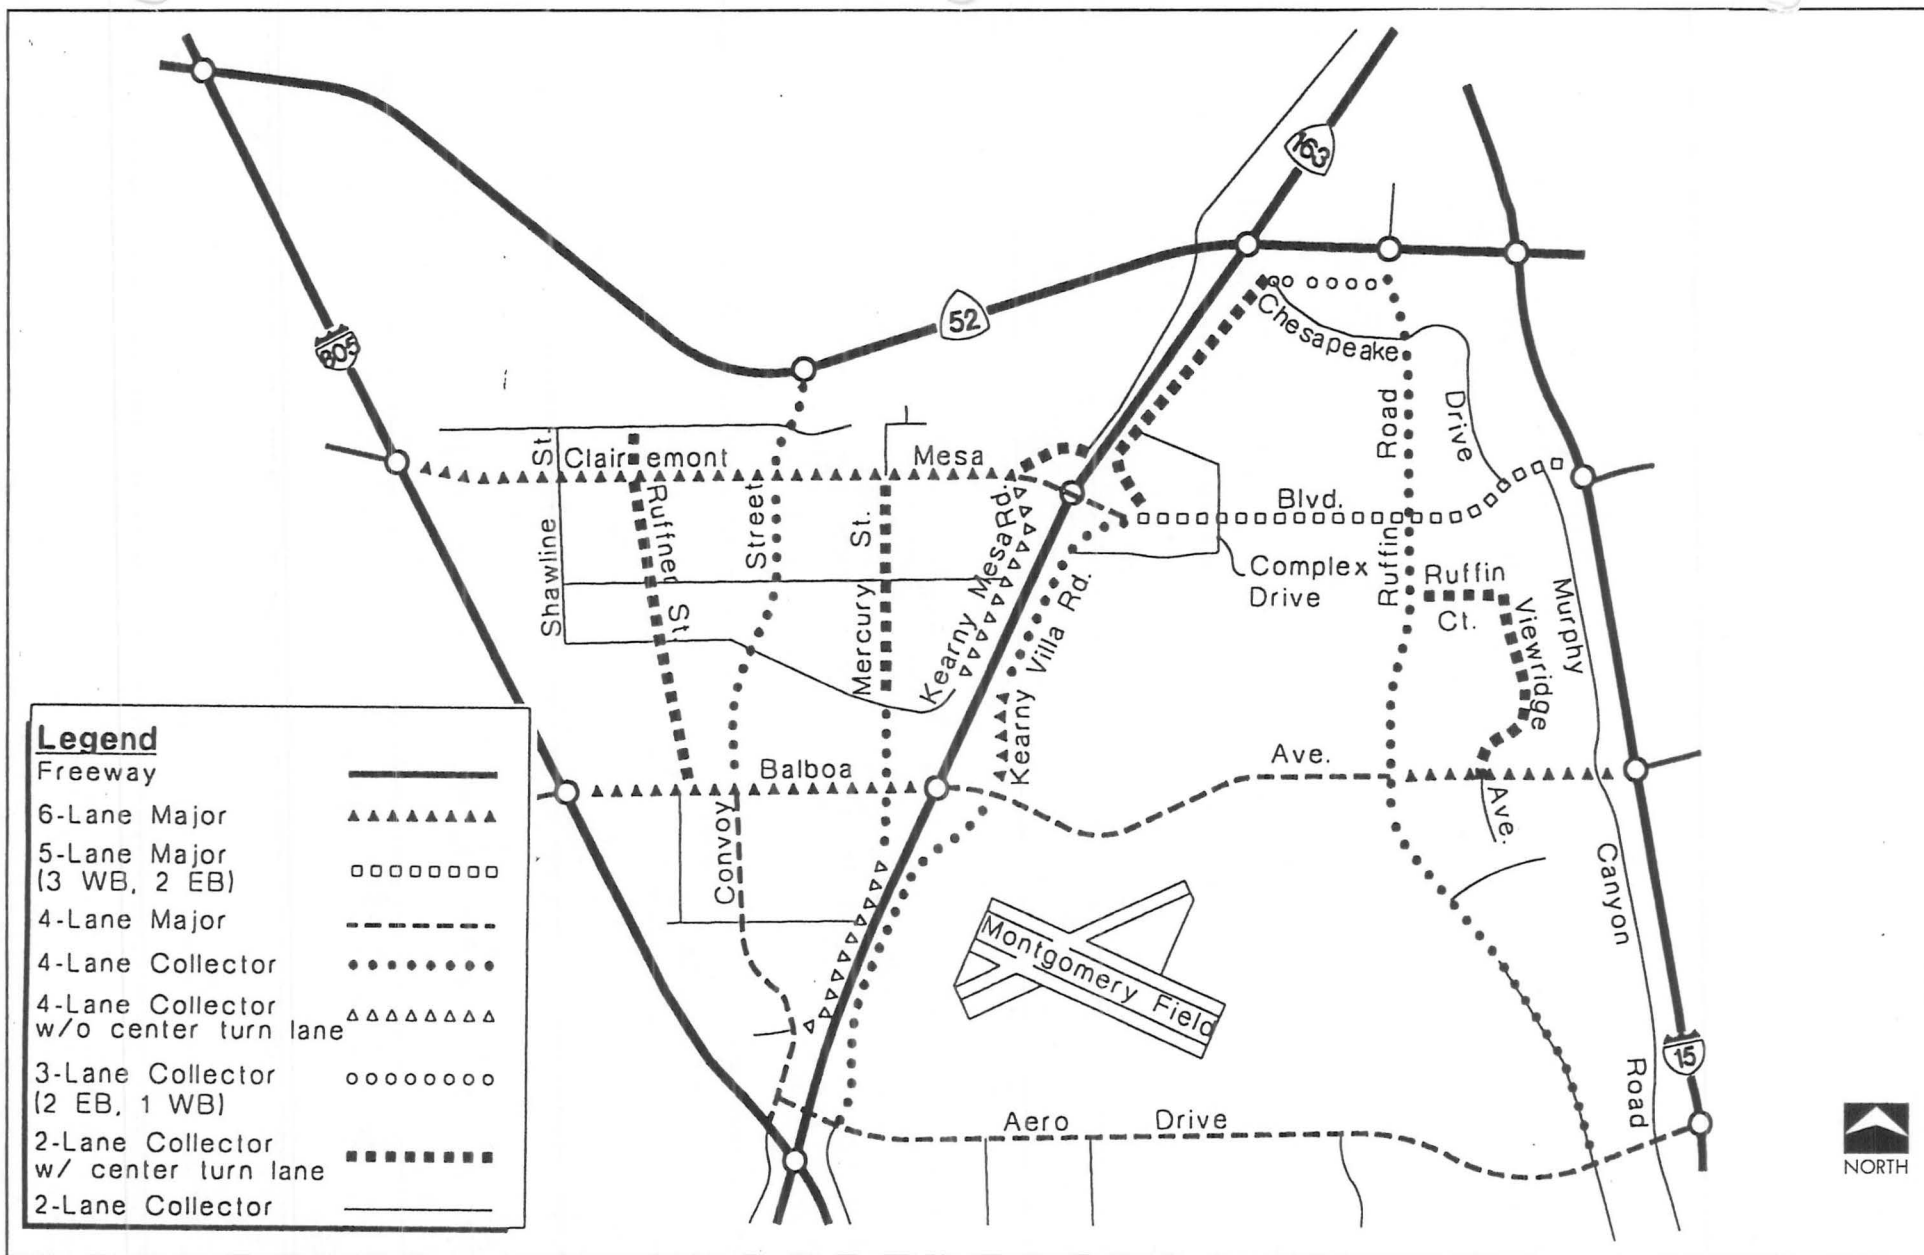 163
52
805
Chesapeake
Drive
Road
Ruffin
St.
Clairemont
Mesa
Blvd.
Shawline
Ruffner
St.
Street
Convoy
St.
Mercury
Kearny Mesa Rd.
Kearny Villa Rd.
Kearny
Complex
Drive
Ruffin
Ct.
Viewridge
Ave.
Murphy
Canyon
Road
Balboa
Ave.
Montgomery Field
15
Aero Drive
Legend
Freeway
6-Lane Major
5-Lane Major
(3 WB, 2 EB)
4-Lane Major
4-Lane Collector
4-Lane Collector
w/o center turn lane
3-Lane Collector
(2 EB, 1 WB)
2-Lane Collector
w/ center turn lane
2-Lane Collector
NORTH